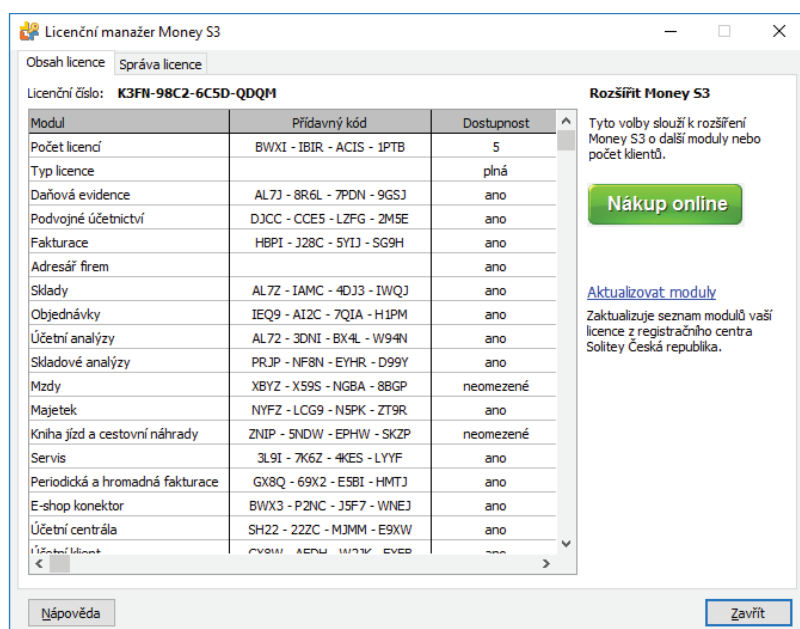 Licenční manažer Money S3
Obsah licence Správa licence
Licenční číslo: K3FN-98C2-6C5D-QDQM
Modul Přídavný kód Dostupnost
Počet licencí BWXI - IBIR - ACIS - 1PTB 5
Typ licence plná
Daňová evidence AL7J - 8R6L - 7PDN - 9GSJ ano
Podvojné účetnictví DJCC - CCE5 - LZFG - 2M5E ano
Fakturace HBPI - J28C - 5YIJ - SG9H ano
Adresář firem ano
Sklady AL7Z - IAMC - 4DJ3 - IWQJ ano
Objednávky IEQ9 - AI2C - 7QIA - H1PM ano
Účetní analýzy AL72 - 3DNI - BX4L - W94N ano
Skladové analýzy PRJP - NF8N - EYHR - D99Y ano
Mzdy XBYZ - X59S - NGBA - 8BGP neomezené
Majetek NYFZ - LCG9 - N5PK - ZT9R ano
Kniha jízd a cestovní náhrady ZNIP - 5NDW - EPHW - SKZP neomezené
Servis 3L9I - 7K6Z - 4KES - LYYF ano
Periodická a hromadná fakturace GX8Q - 69X2 - E5BI - HMTJ ano
E-shop konektor BWX3 - P2NC - J5F7 - WNEJ ano
Účetní centrála SH22 - 22ZC - MJMM - E9XW ano
Účetní klient ano
Rozšířit Money S3
Tyto volby slouží k rozšíření
Money S3 o další moduly nebo
počet klientů.
Nákup online
Aktualizovat moduly
Zaktualizuje seznam modulů vaší
licence z registračního centra
Solitey Česká republika.
Nápověda Zavřít